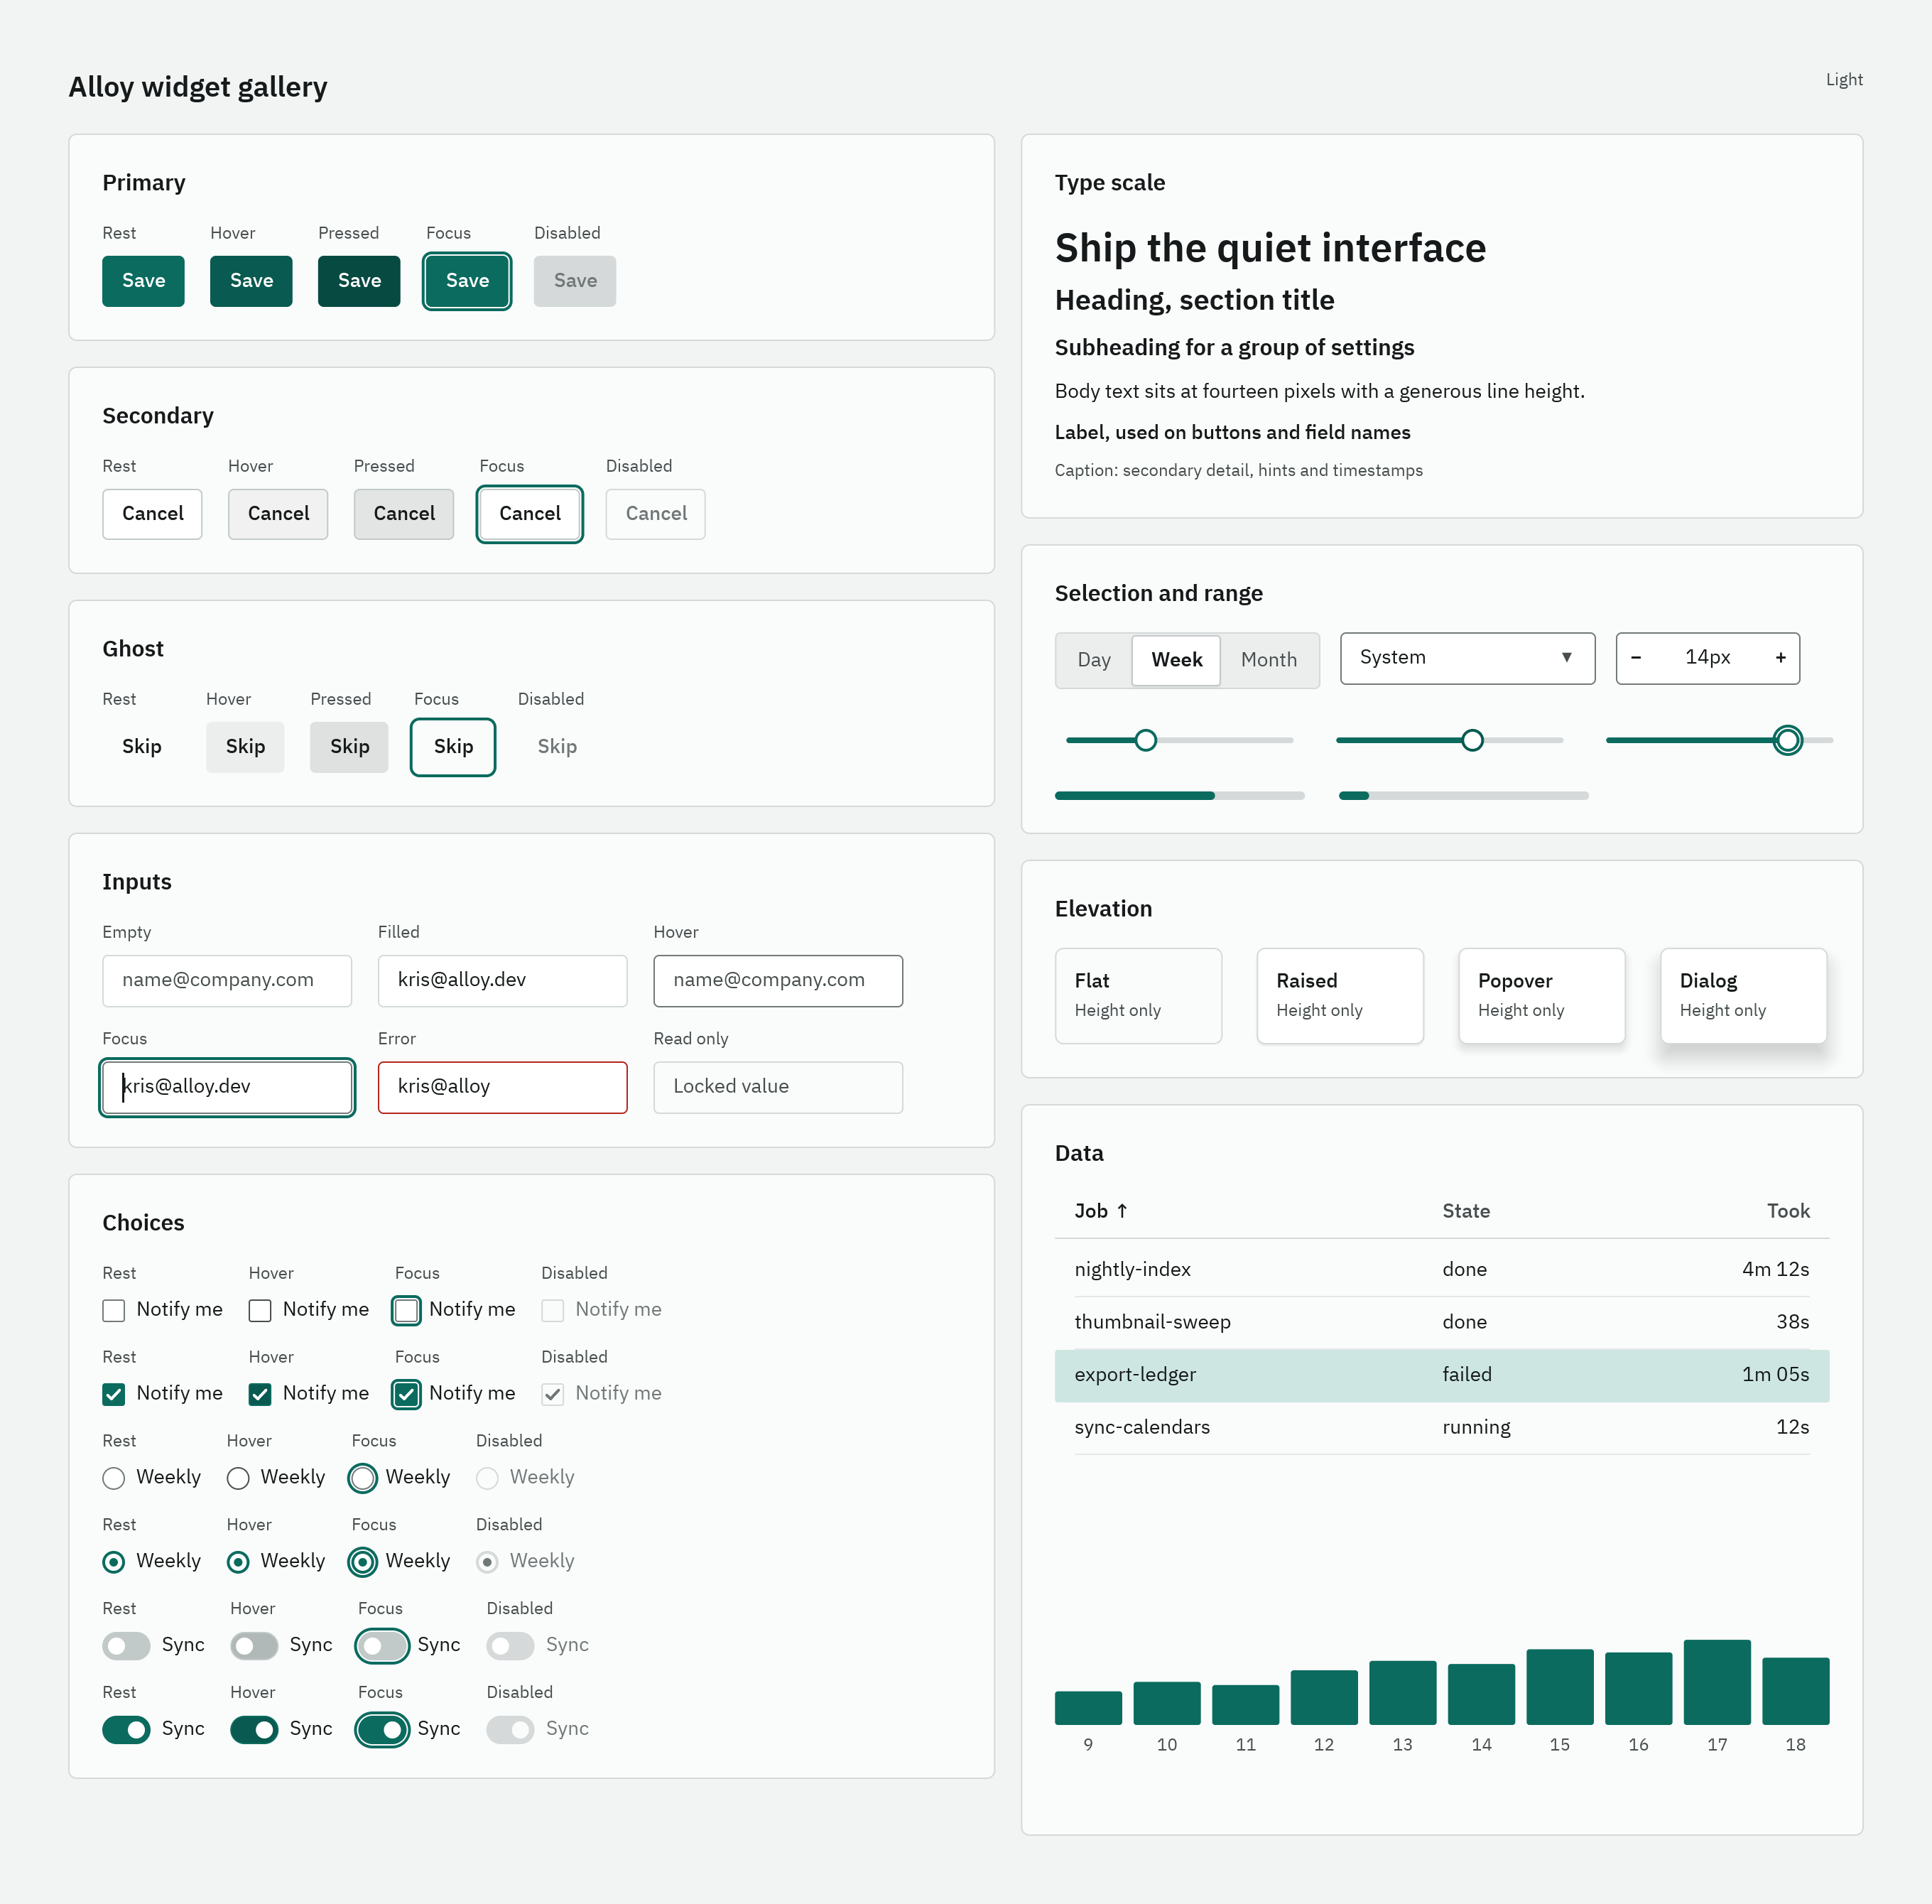 Alloy widget gallery
Light
Primary
Rest Hover Pressed Focus Disabled
Save Save Save Save Save
Secondary
Rest Hover Pressed Focus Disabled
Cancel Cancel Cancel Cancel Cancel
Ghost
Rest Hover Pressed Focus Disabled
Skip Skip Skip Skip Skip
Inputs
Empty Filled Hover
name@company.com kris@alloy.dev name@company.com
Focus Error Read only
kris@alloy.dev kris@alloy Locked value
Choices
Rest Hover Focus Disabled
Notify me Notify me Notify me Notify me
Rest Hover Focus Disabled
Notify me Notify me Notify me Notify me
Rest Hover Focus Disabled
Weekly Weekly Weekly Weekly
Rest Hover Focus Disabled
Weekly Weekly Weekly Weekly
Rest Hover Focus Disabled
Sync Sync Sync Sync
Rest Hover Focus Disabled
Sync Sync Sync Sync
Type scale
Ship the quiet interface
Heading, section title
Subheading for a group of settings
Body text sits at fourteen pixels with a generous line height.
Label, used on buttons and field names
Caption: secondary detail, hints and timestamps
Selection and range
Day Week Month System ▼ − 14px +
Elevation
Flat Raised Popover Dialog
Height only Height only Height only Height only
Data
Job ↑ State Took
nightly-index done 4m 12s
thumbnail-sweep done 38s
export-ledger failed 1m 05s
sync-calendars running 12s
9 10 11 12 13 14 15 16 17 18